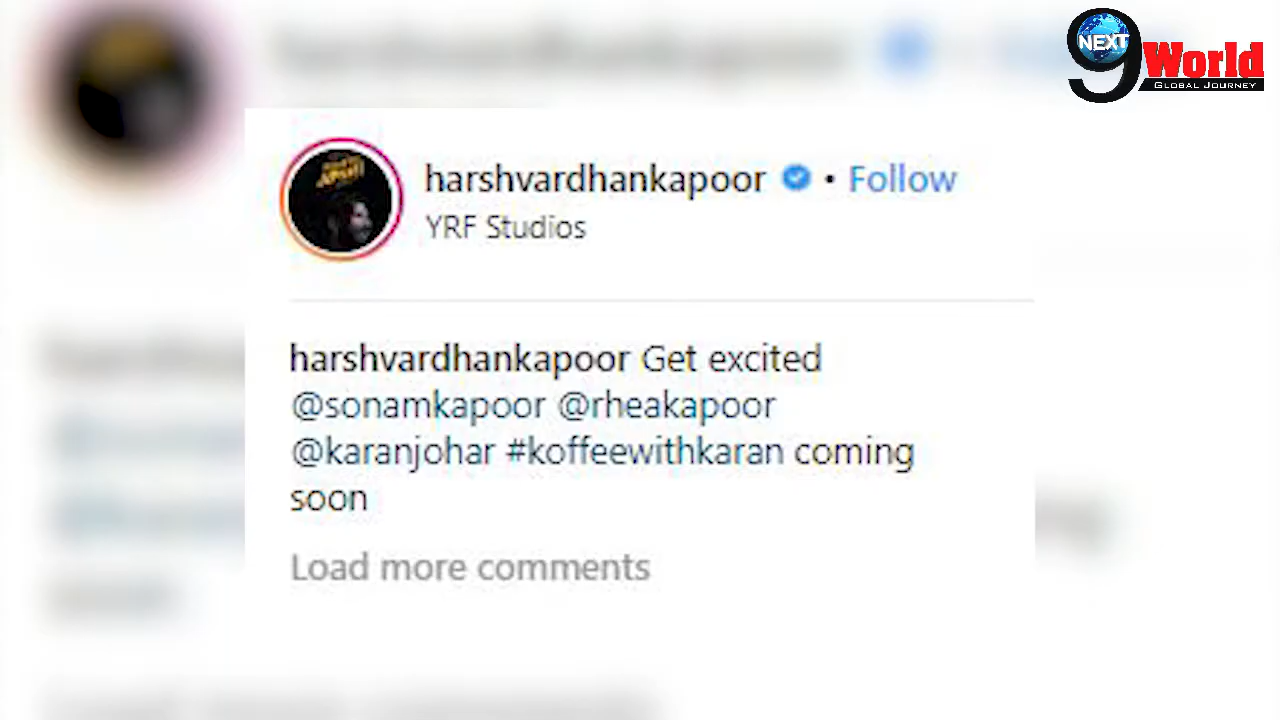 NEXT
9 World
GLOBAL JOURNEY
harshvardhankapoor • Follow
YRF Studios
harshvardhankapoor Get excited
@sonamkapoor @rheakapoor
@karanjohar #koffeewithkaran coming
soon
Load more comments